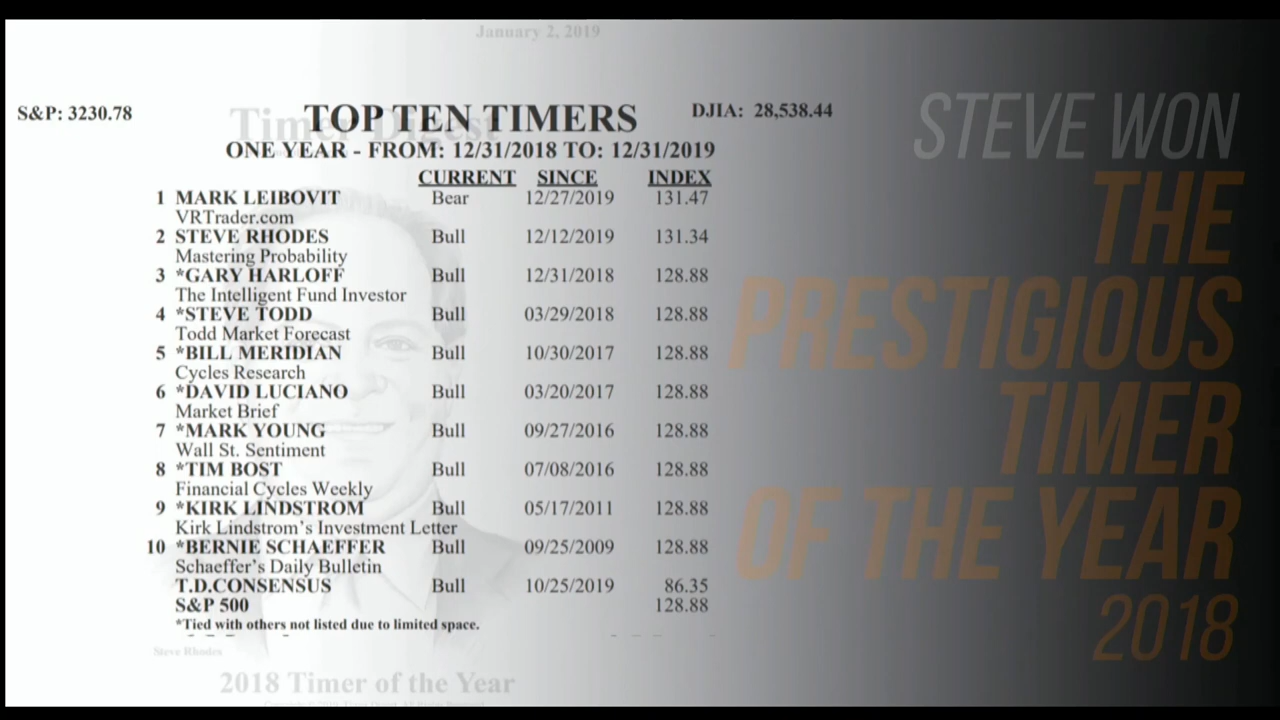 January 2, 2019
S&P: 3230.78
Timer Digest
TOP TEN TIMERS
DJIA: 28,538.44
ONE YEAR - FROM: 12/31/2018 TO: 12/31/2019
CURRENT SINCE INDEX
1 MARK LEIBOVIT Bear 12/27/2019 131.47
VRTrader.com
2 STEVE RHODES Bull 12/12/2019 131.34
Mastering Probability
3 *GARY HARLOFF Bull 12/31/2018 128.88
The Intelligent Fund Investor
4 *STEVE TODD Bull 03/29/2018 128.88
Todd Market Forecast
5 *BILL MERIDIAN Bull 10/30/2017 128.88
Cycles Research
6 *DAVID LUCIANO Bull 03/20/2017 128.88
Market Brief
7 *MARK YOUNG Bull 09/27/2016 128.88
Wall St. Sentiment
8 *TIM BOST Bull 07/08/2016 128.88
Financial Cycles Weekly
9 *KIRK LINDSTROM Bull 05/17/2011 128.88
Kirk Lindstrom's Investment Letter
10 *BERNIE SCHAEFFER Bull 09/25/2009 128.88
Schaeffer's Daily Bulletin
T.D.CONSENSUS Bull 10/25/2019 86.35
S&P 500 128.88
*Tied with others not listed due to limited space.
Steve Rhodes
2018 Timer of the Year
STEVE WON
THE
PRESTIGIOUS
TIMER
OF THE YEAR
2018